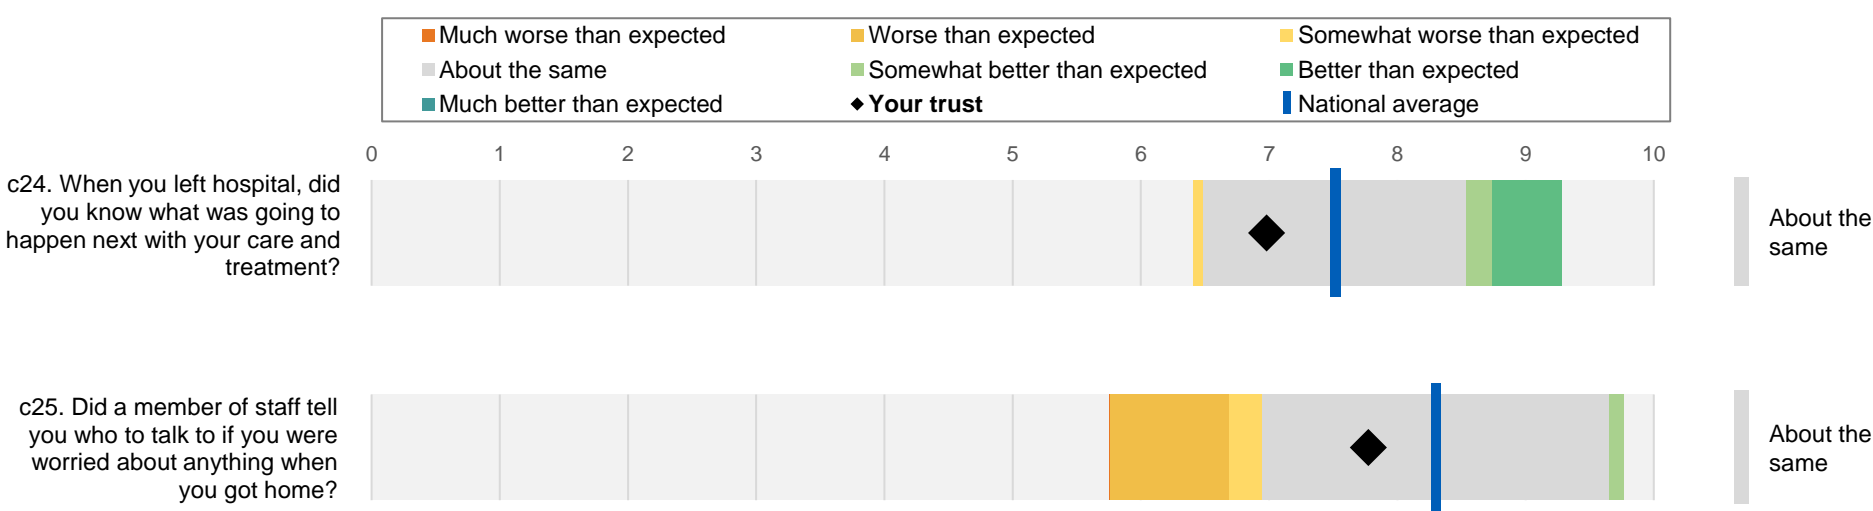 Much worse than expected
Worse than expected
Somewhat worse than expected
About the same
Somewhat better than expected
Better than expected
Much better than expected
Your trust
National average
0 1 2 3 4 5 6 7 8 9 10
c24. When you left hospital, did
you know what was going to
happen next with your care and
treatment?
About the
same
c25. Did a member of staff tell
you who to talk to if you were
worried about anything when
you got home?
About the
same